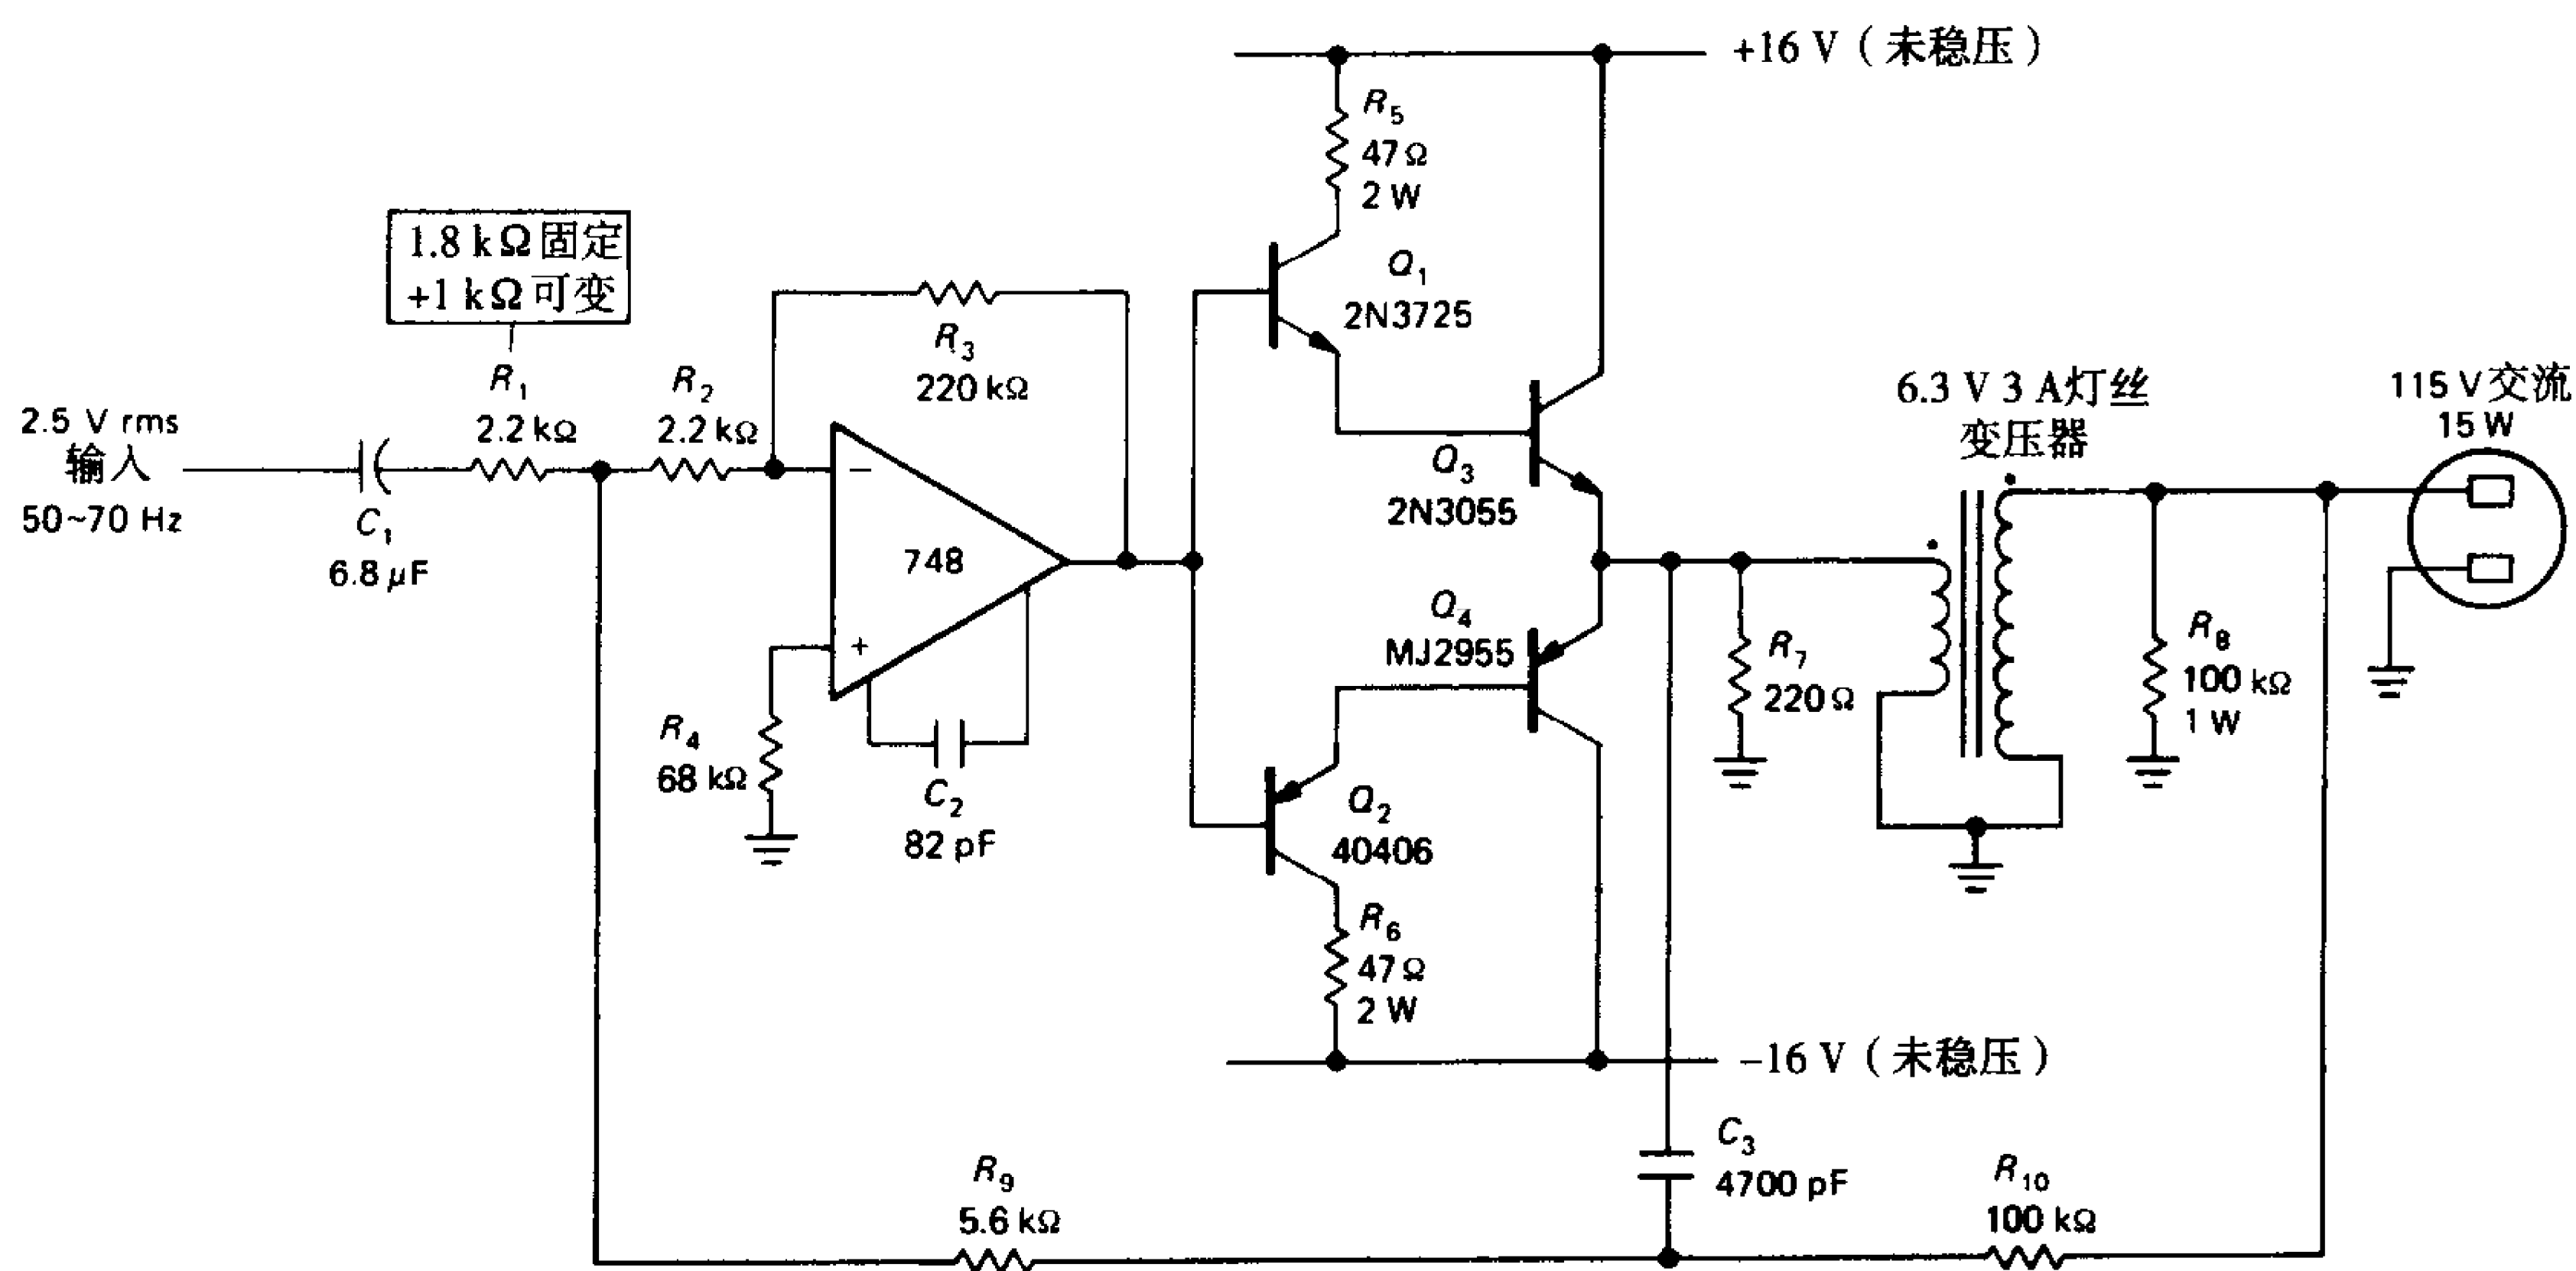 +16 V（未稳压）
R5
47 Ω
2 W
1.8 kΩ固定
+1 kΩ可变
Q1
2N3725
R3
220 kΩ
R1
2.2 kΩ
R2
2.2 kΩ
2.5 V rms
输入
50~70 Hz
C1
6.8 μF
−
748
+
R4
68 kΩ
C2
82 pF
Q3
2N3055
6.3 V 3 A灯丝
变压器
115 V交流
15 W
Q4
MJ2955
R7
220 Ω
R8
100 kΩ
1 W
Q2
40406
R6
47 Ω
2 W
−16 V（未稳压）
C3
4700 pF
R9
5.6 kΩ
R10
100 kΩ